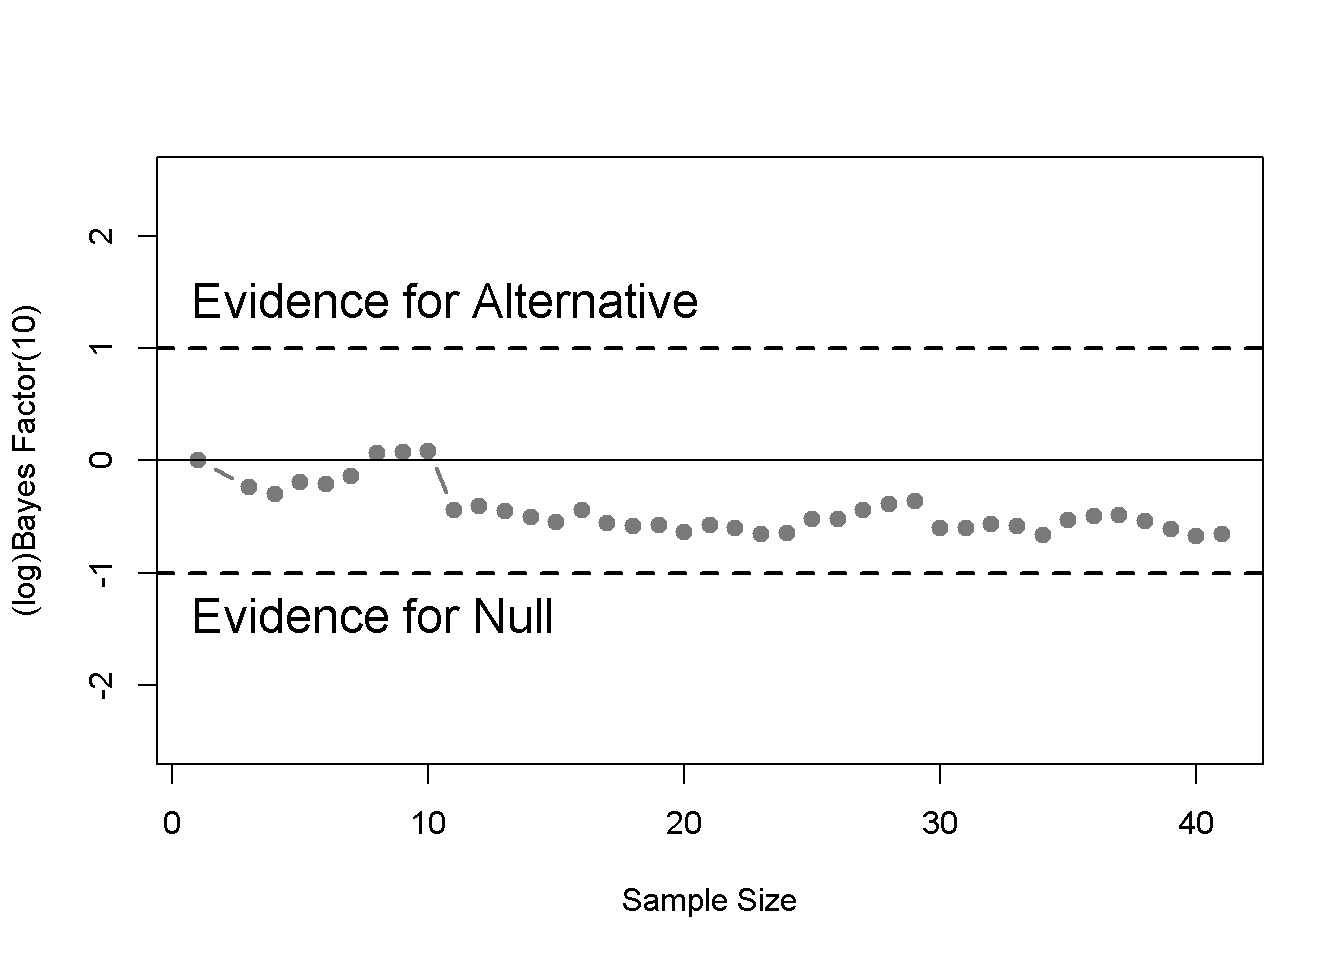 2
Evidence for Alternative
1
0
-1
Evidence for Null
-2
(log)Bayes Factor(10)
0 10 20 30 40
Sample Size